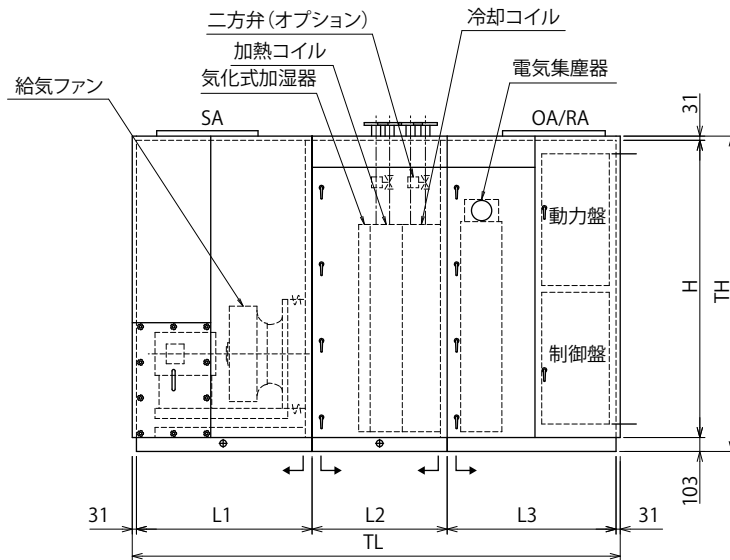 二方弁（オプション）
冷却コイル
加熱コイル
気化式加湿器
電気集塵器
給気ファン
SA
OA/RA
31
動力盤
H
TH
制御盤
103
31
L1
L2
L3
31
TL